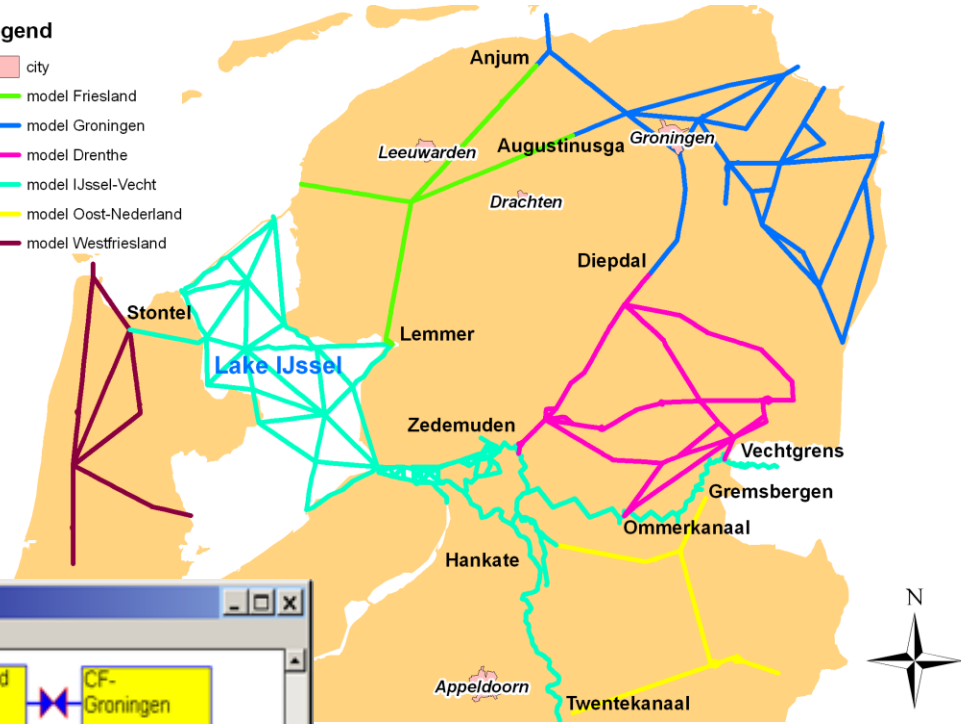 gend
city
model Friesland
model Groningen
model Drenthe
model IJssel-Vecht
model Oost-Nederland
model Westfriesland
Anjum
Leeuwarden
Augustinusga
Groningen
Drachten
Diepdal
Stontel
Lemmer
Lake IJssel
Zedemuden
Vechtgrens
Gremsbergen
Ommerkanaal
Hankate
N
d
CF-
Groningen
Appeldoorn
Twentekanaal